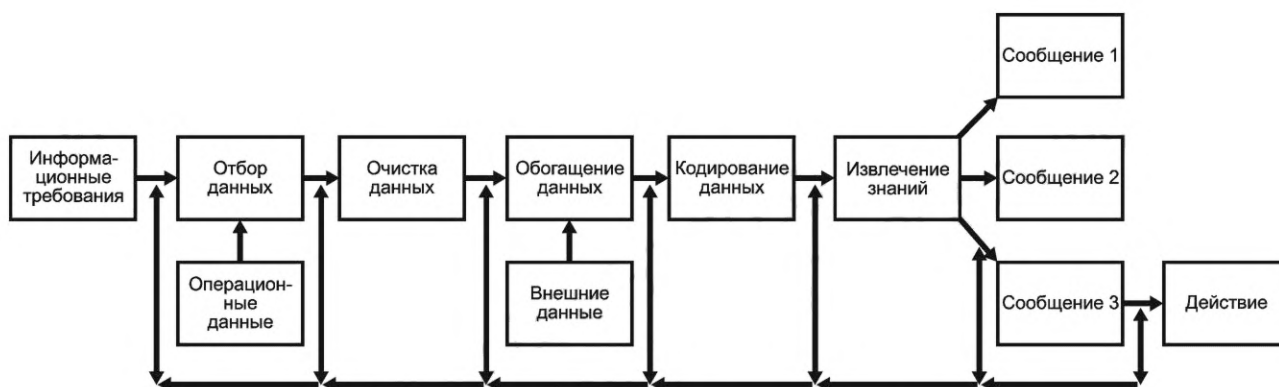 Сообщение 1
Информа-
ционные
требования
Отбор
данных
Очистка
данных
Обогащение
данных
Кодирование
данных
Извлечение
знаний
Сообщение 2
Операцион-
ные
данные
Внешние
данные
Сообщение 3
Действие